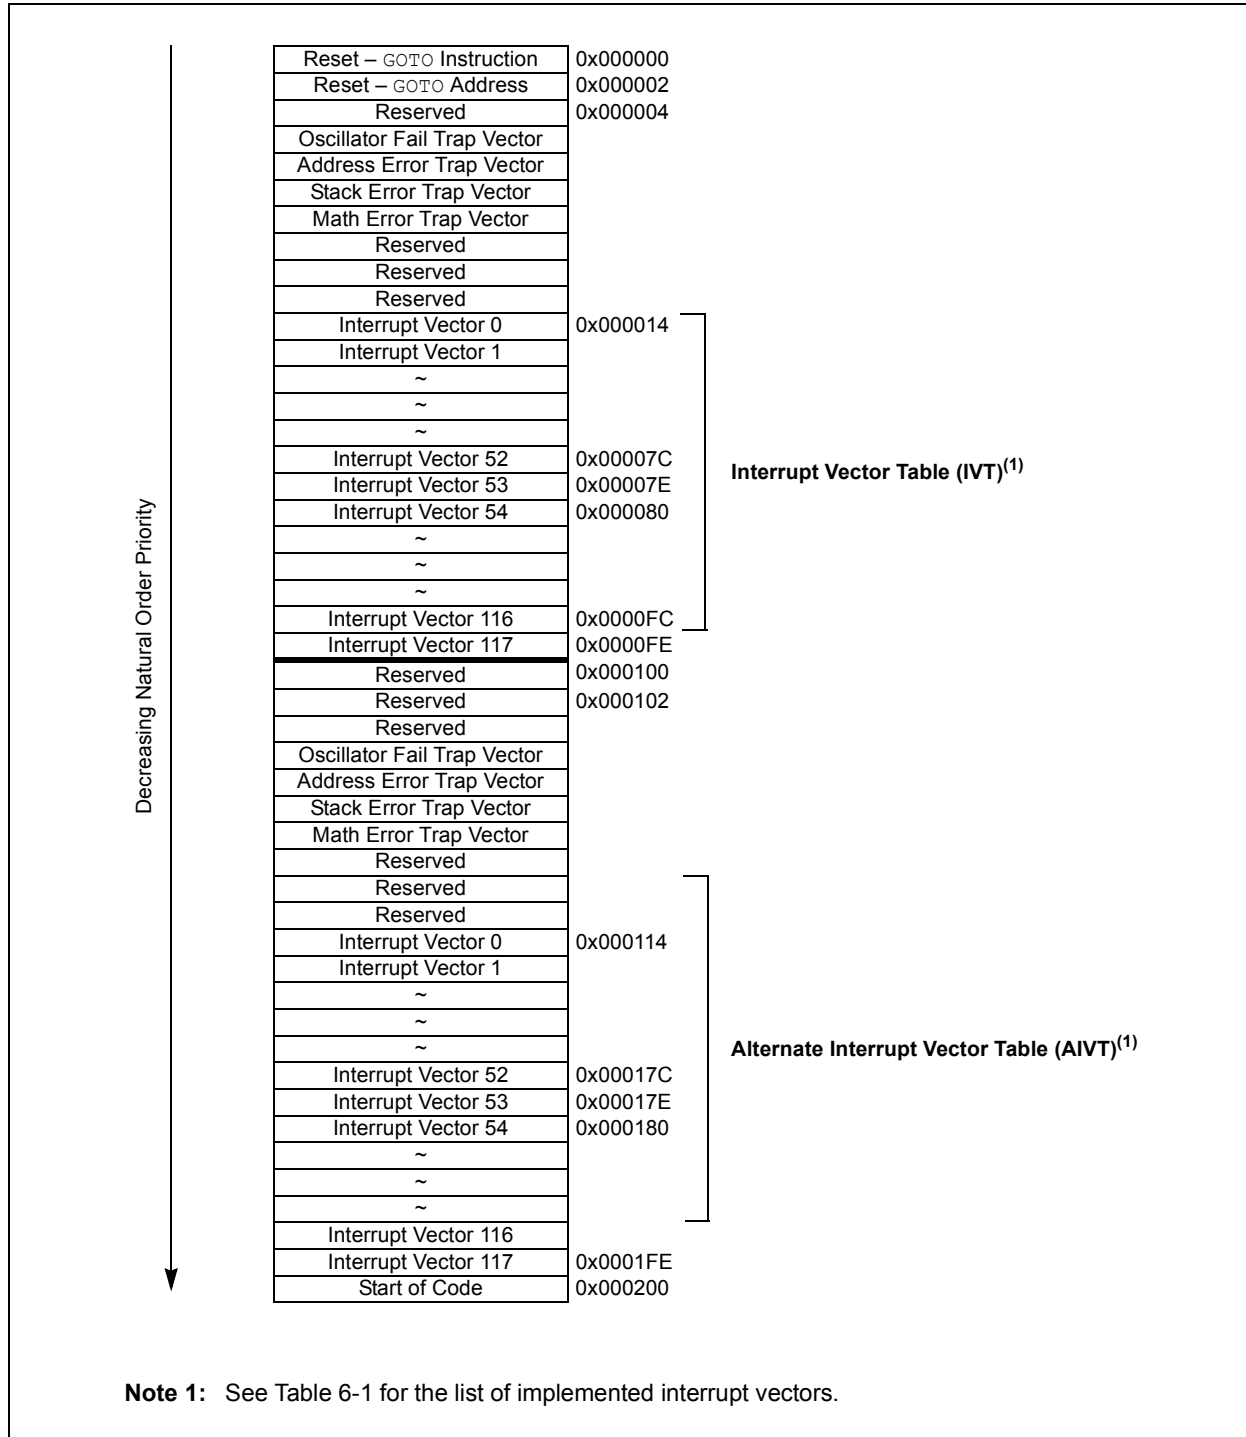 Reset – GOTO Instruction 0x000000
Reset – GOTO Address 0x000002
Reserved 0x000004
Oscillator Fail Trap Vector
Address Error Trap Vector
Stack Error Trap Vector
Math Error Trap Vector
Reserved
Reserved
Reserved
Interrupt Vector 0 0x000014
Interrupt Vector 1
~
~
~
Interrupt Vector 52 0x00007C
Interrupt Vector 53 0x00007E
Interrupt Vector 54 0x000080
~
~
~
Interrupt Vector 116 0x0000FC
Interrupt Vector 117 0x0000FE
Interrupt Vector Table (IVT)(1)
Decreasing Natural Order Priority
Reserved 0x000100
Reserved 0x000102
Reserved
Oscillator Fail Trap Vector
Address Error Trap Vector
Stack Error Trap Vector
Math Error Trap Vector
Reserved
Reserved
Reserved
Interrupt Vector 0 0x000114
Interrupt Vector 1
~
~
~
Interrupt Vector 52 0x00017C
Interrupt Vector 53 0x00017E
Interrupt Vector 54 0x000180
~
~
~
Interrupt Vector 116
Interrupt Vector 117 0x0001FE
Start of Code 0x000200
Alternate Interrupt Vector Table (AIVT)(1)
Note 1: See Table 6-1 for the list of implemented interrupt vectors.